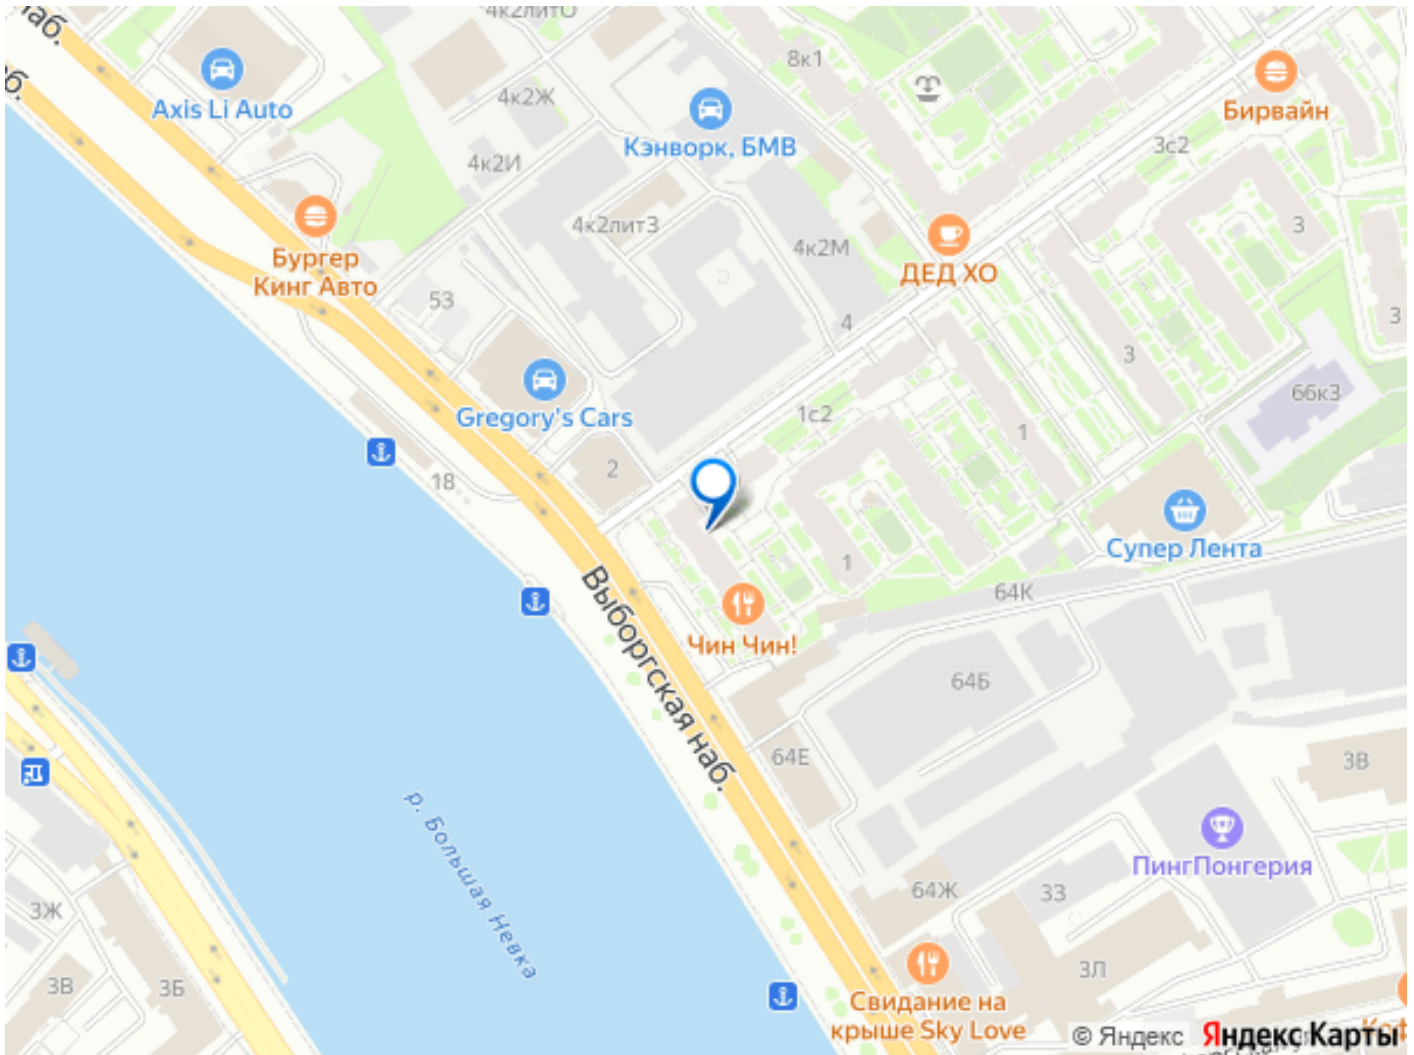 наб.
4к2литО
8к1
Axis Li Auto
4к2Ж
Кэнворк, БМВ
Бирвайн
3с2
4к2И
4к2литЗ
4к2М
3
Бургер
Кинг Авто
ДЕД ХО
53
4
3
3
Gregory's Cars
66к3
1с2
1
2
18
Супер Лента
1
64К
Выборгская наб.
Чин Чин!
64Б
64Е
3В
р. Большая Невка
ПингПонгерия
64Ж
33
3Ж
3Л
3В
3Б
Свидание на
крыше Sky Love
© Яндекс Яндекс Карты